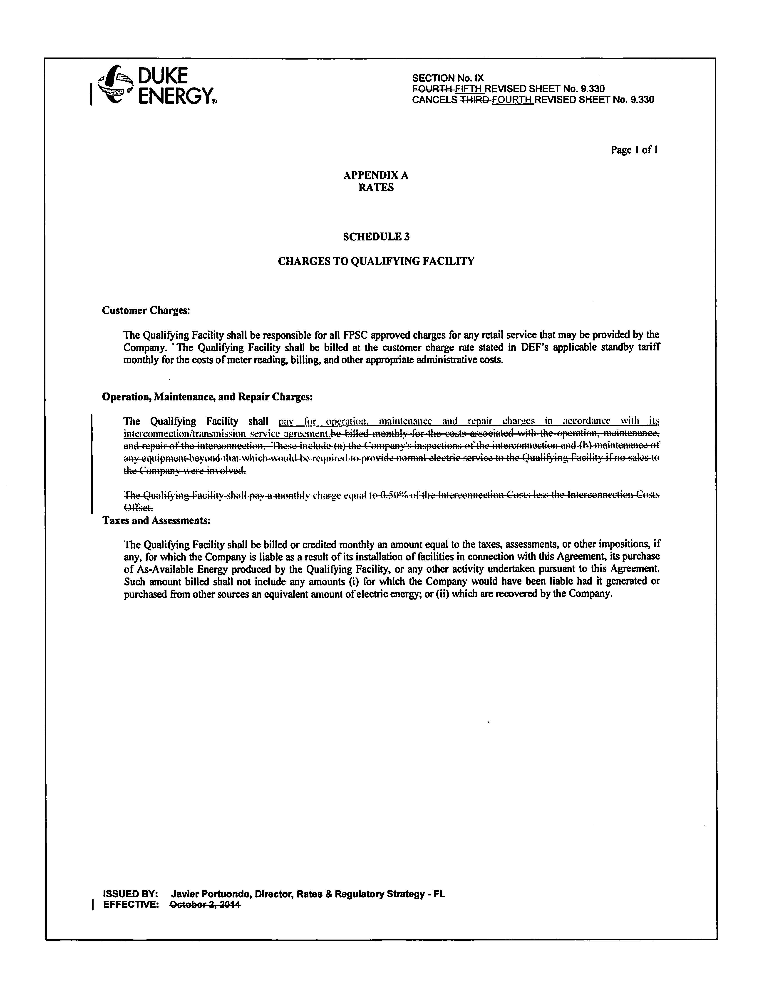 DUKE
ENERGY®
SECTION No. IX
FOURTH FIFTH REVISED SHEET No. 9.330
CANCELS THIRD FOURTH REVISED SHEET No. 9.330
Page 1 of 1
APPENDIX A
RATES
SCHEDULE 3
CHARGES TO QUALIFYING FACILITY
Customer Charges:
The Qualifying Facility shall be responsible for all FPSC approved charges for any retail service that may be provided by the
Company. The Qualifying Facility shall be billed at the customer charge rate stated in DEF's applicable standby tariff
monthly for the costs of meter reading, billing, and other appropriate administrative costs.
Operation, Maintenance, and Repair Charges:
The Qualifying Facility shall pay for operation, maintenance and repair charges in accordance with its
interconnection/transmission service agreement.be billed monthly for the costs associated with the operation, maintenance,
and repair of the interconnection. These include (a) the Company's inspections of the interconnection and (b) maintenance of
any equipment beyond that which would be required to provide normal electric service to the Qualifying Facility if no sales to
the Company were involved.
The Qualifying Facility shall pay a monthly charge equal to 0.50% of the Interconnection Costs less the Interconnection Costs
Offset.
Taxes and Assessments:
The Qualifying Facility shall be billed or credited monthly an amount equal to the taxes, assessments, or other impositions, if
any, for which the Company is liable as a result of its installation of facilities in connection with this Agreement, its purchase
of As-Available Energy produced by the Qualifying Facility, or any other activity undertaken pursuant to this Agreement.
Such amount billed shall not include any amounts (i) for which the Company would have been liable had it generated or
purchased from other sources an equivalent amount of electric energy; or (ii) which are recovered by the Company.
ISSUED BY: Javier Portuondo, Director, Rates & Regulatory Strategy - FL
EFFECTIVE: October 2, 2014